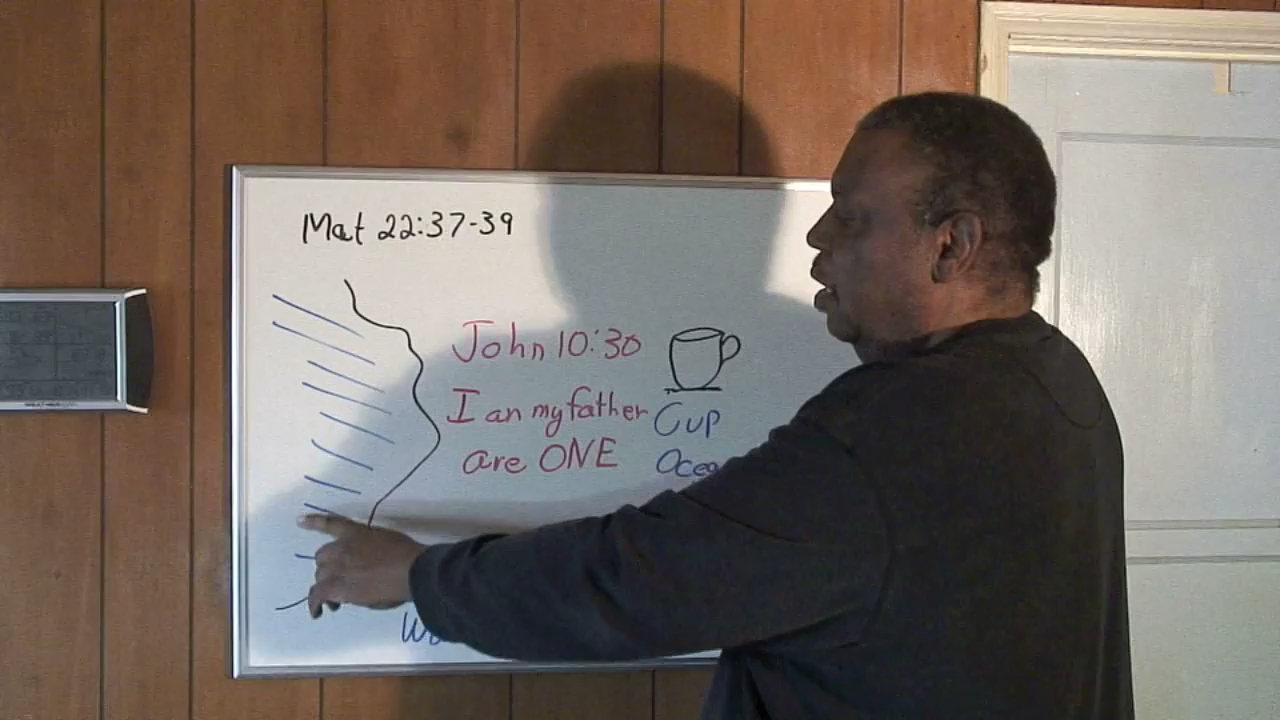 Mat 22:37-39
John 10:30
I an my father
are ONE
Cup